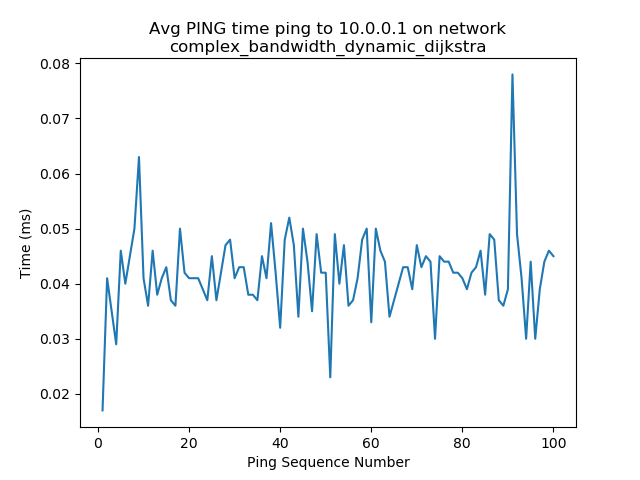 Avg PING time ping to 10.0.0.1 on network
complex_bandwidth_dynamic_dijkstra
0.08
0.07
0.06
0.05
0.04
0.03
0.02
Time (ms)
0 20 40 60 80 100
Ping Sequence Number